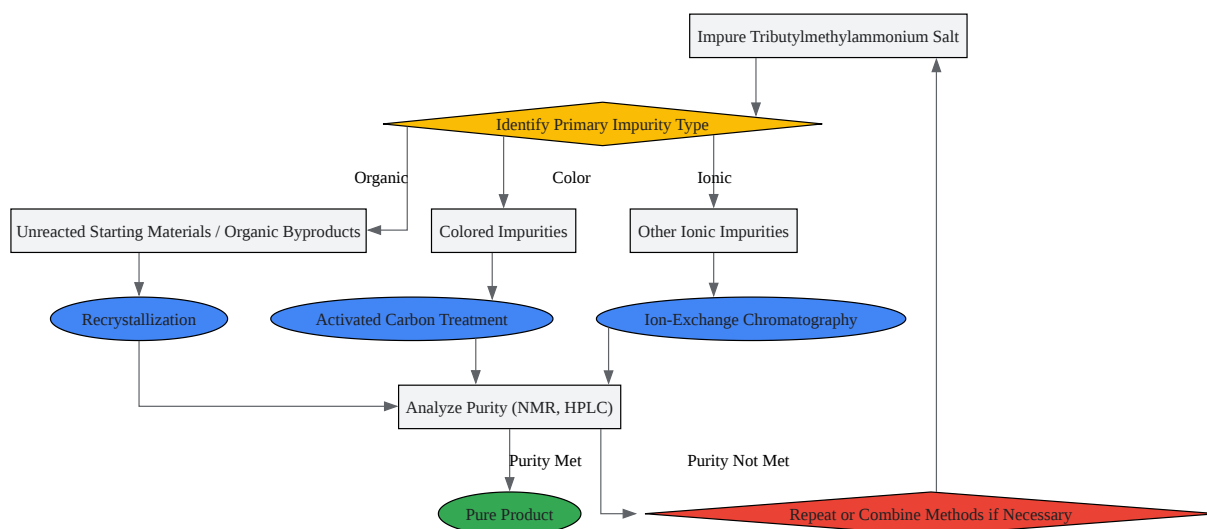 Impure Tributylmethylammonium Salt
Identify Primary Impurity Type
Organic
Color
Ionic
Unreacted Starting Materials / Organic Byproducts
Colored Impurities
Other Ionic Impurities
Recrystallization
Activated Carbon Treatment
Ion-Exchange Chromatography
Analyze Purity (NMR, HPLC)
Purity Met
Purity Not Met
Pure Product
Repeat or Combine Methods if Necessary